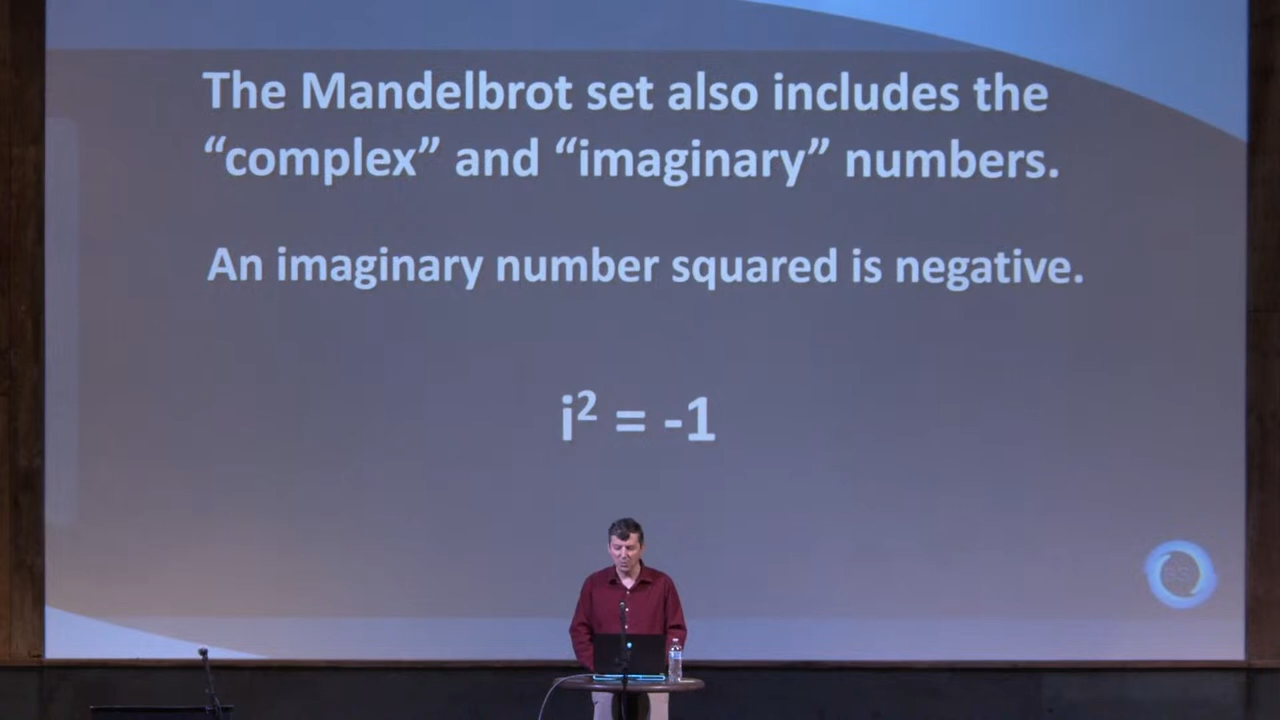 The Mandelbrot set also includes the
“complex” and “imaginary” numbers.
An imaginary number squared is negative.
i² = -1